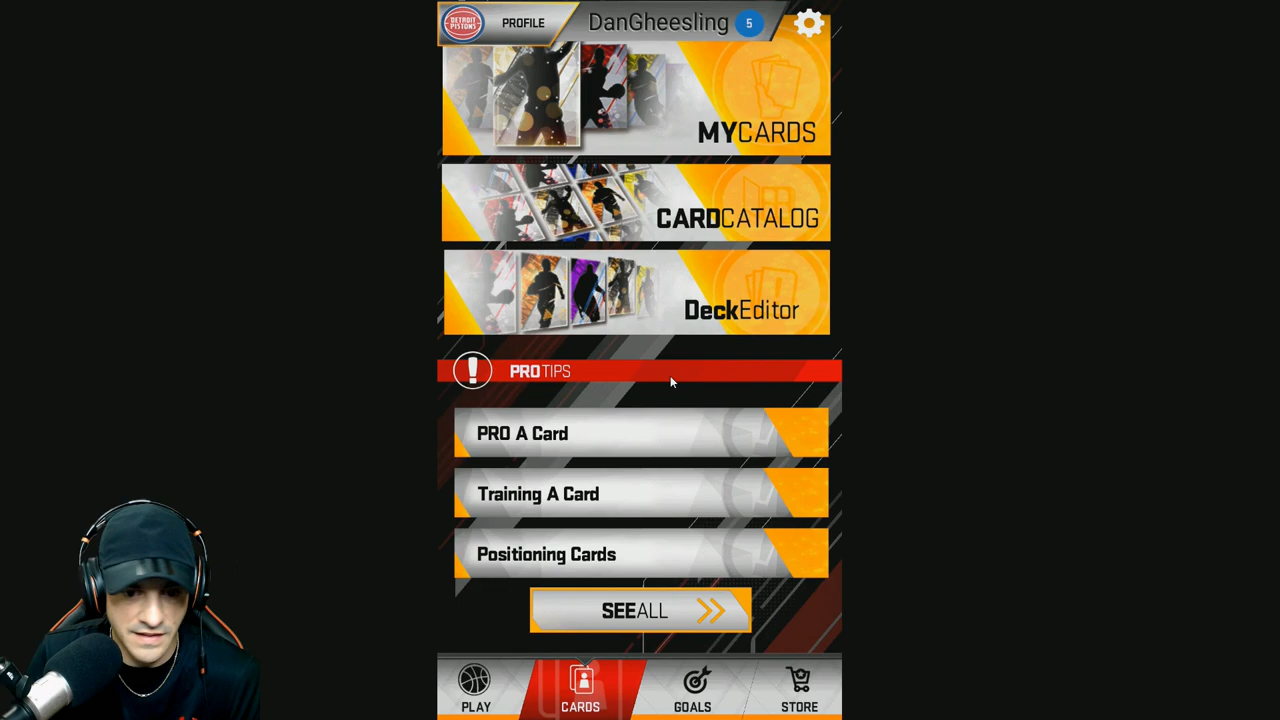 DETROIT
PISTONS
PROFILE
DanGheesling
5
MYCARDS
CARDCATALOG
DeckEditor
PROTIPS
PRO A Card
Training A Card
Positioning Cards
SEEALL
PLAY
CARDS
GOALS
STORE